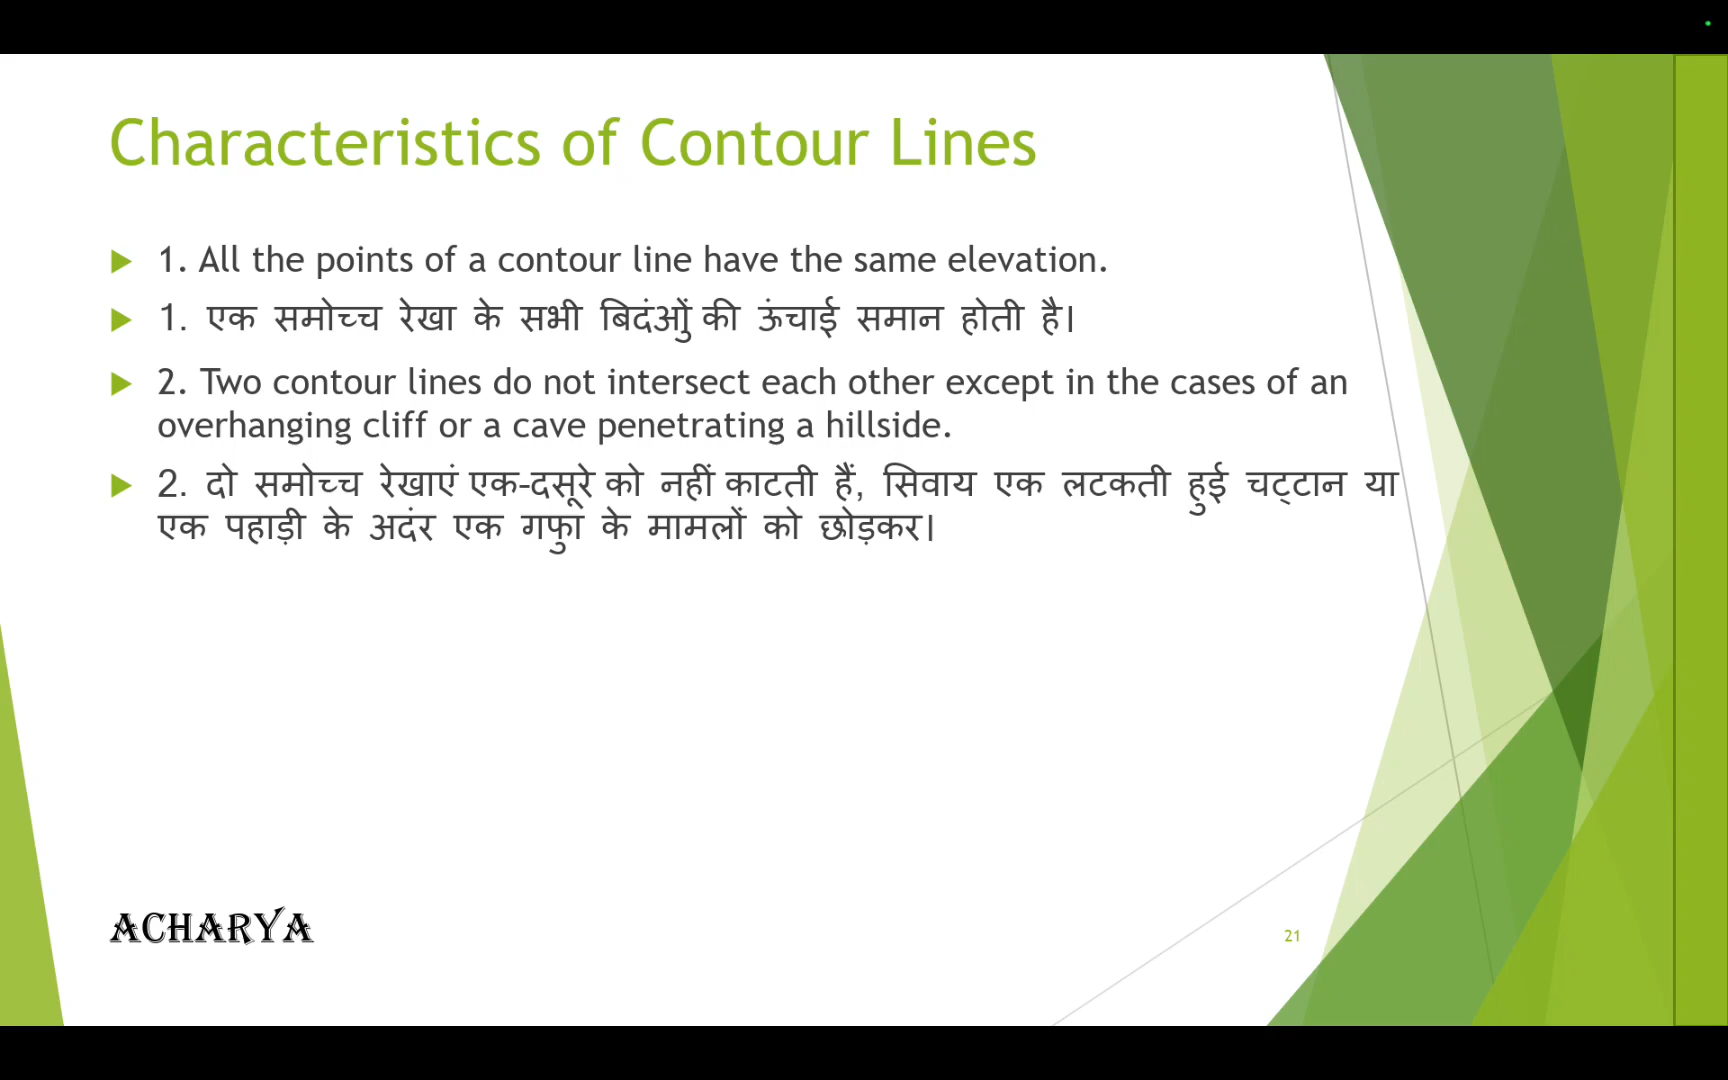 Characteristics of Contour Lines
1. All the points of a contour line have the same elevation.
1. एक समोच्च रेखा के सभी बिंदुओं की ऊंचाई समान होती है।
2. Two contour lines do not intersect each other except in the cases of an
overhanging cliff or a cave penetrating a hillside.
2. दो समोच्च रेखाएं एक-दूसरे को नहीं काटती हैं, सिवाय एक लटकती हुई चट्टान या
एक पहाड़ी के अंदर एक गुफा के मामलों को छोड़कर।
ACHARYA
21